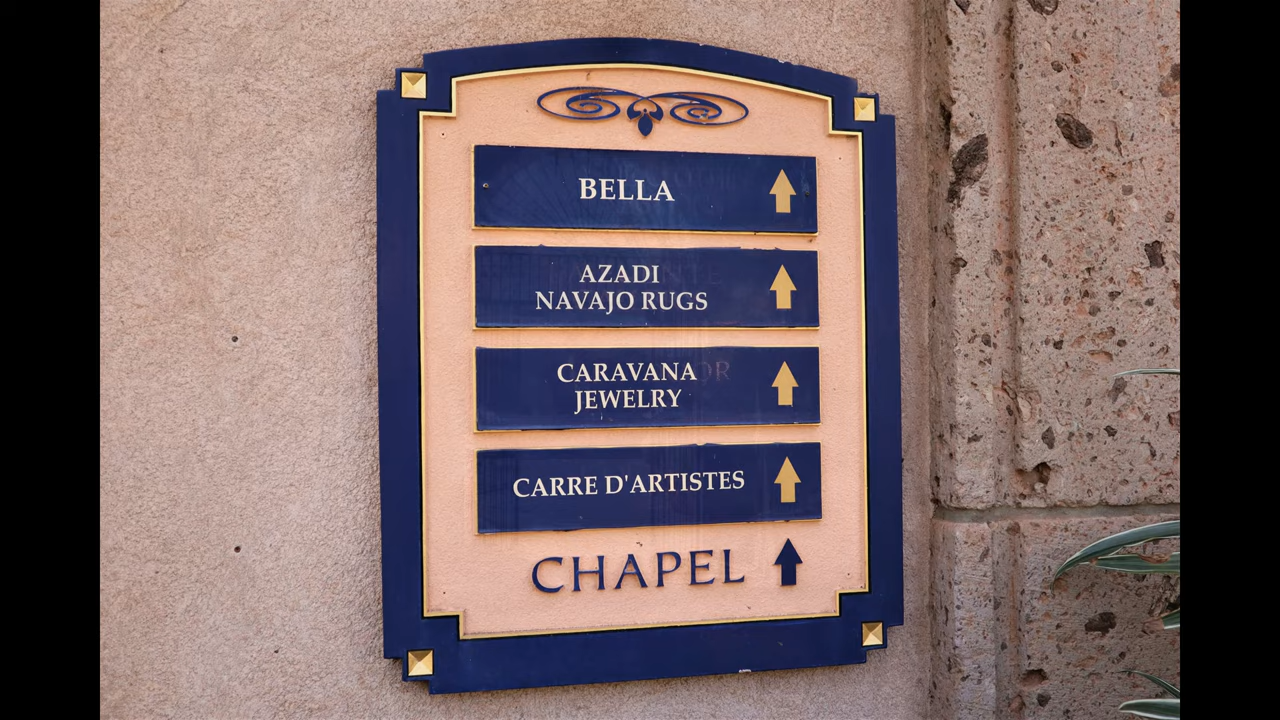 BELLA
AZADI
NAVAJO RUGS
CARAVANA
JEWELRY
CARRE D'ARTISTES
CHAPEL